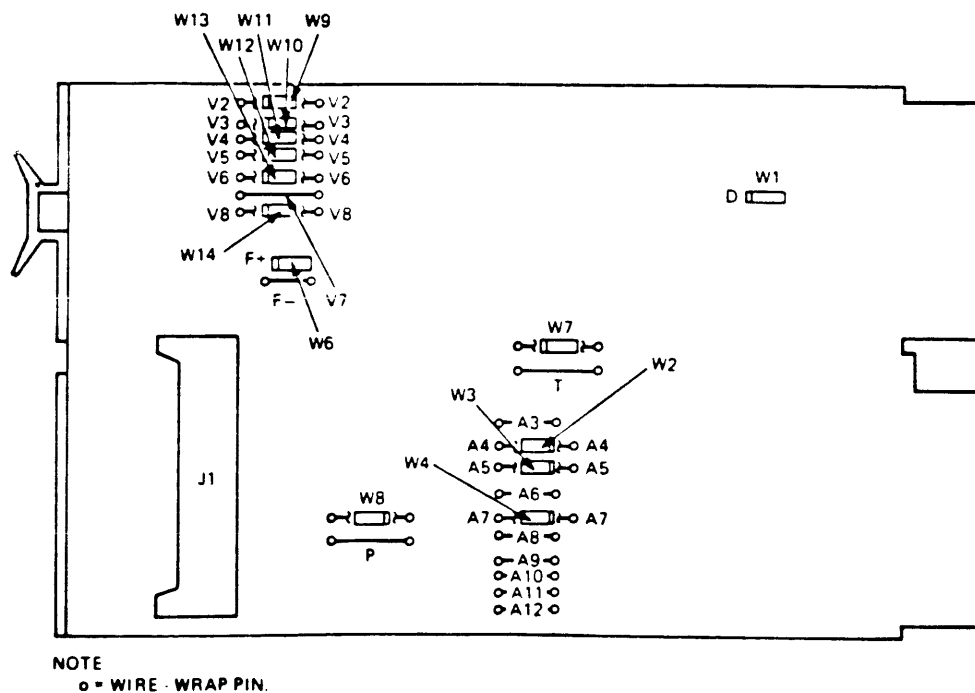 W13 W11 W9
W12 W10
V2 V2
V3 V3
V4 V4
V5 V5
V6 V6
V8 V8
D W1
W14
F+
F- V7
W6
W7
T
W2
W3
A3
A4 A4
W4
A5 A5
A6
A7 A7
A8
A9
A10
A11
A12
J1
W8
P
NOTE
o = WIRE-WRAP PIN.